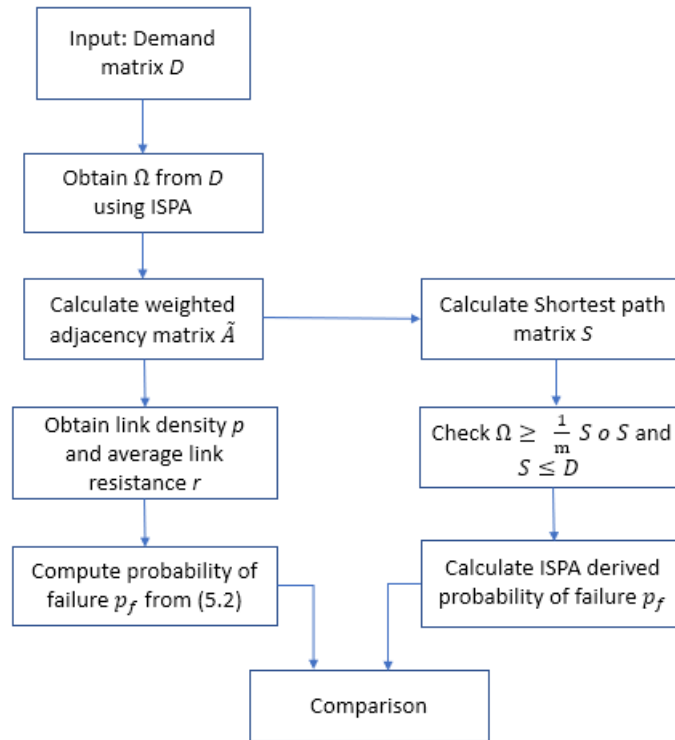 Input: Demand
matrix D
Obtain Ω from D
using ISPA
Calculate weighted
adjacency matrix Ã
Calculate Shortest path
matrix S
Obtain link density p
and average link
resistance r
Check Ω ≥ 1/m S o S and
S ≤ D
Compute probability of
failure p_f from (5.2)
Calculate ISPA derived
probability of failure p_f
Comparison